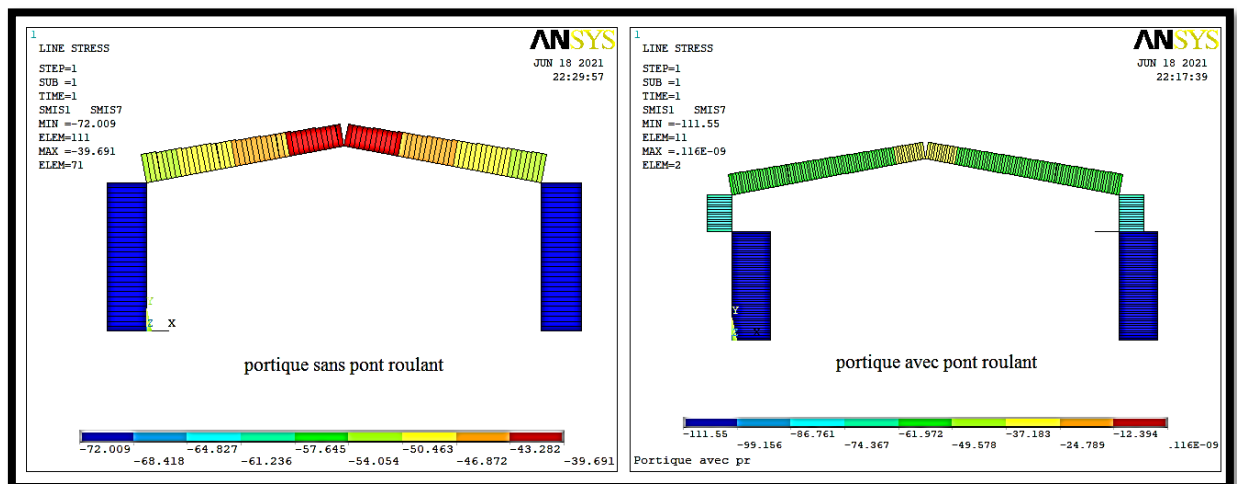 1
LINE STRESS
STEP=1
SUB =1
TIME=1
SMIS1 SMIS7
MIN =-72.009
ELEM=111
MAX =-39.691
ELEM=71
ANSYS
JUN 18 2021
22:29:57
Y
Z X
portique sans pont roulant
-72.009 -64.827 -57.645 -50.463 -43.282
-68.418 -61.236 -54.054 -46.872 -39.691
1
LINE STRESS
STEP=1
SUB =1
TIME=1
SMIS1 SMIS7
MIN =-111.55
ELEM=11
MAX =.116E-09
ELEM=2
ANSYS
JUN 18 2021
22:17:39
Y
Z X
portique avec pont roulant
-111.55 -86.761 -61.972 -37.183 -12.394
-99.156 -74.367 -49.578 -24.789 .116E-09
Portique avec pr